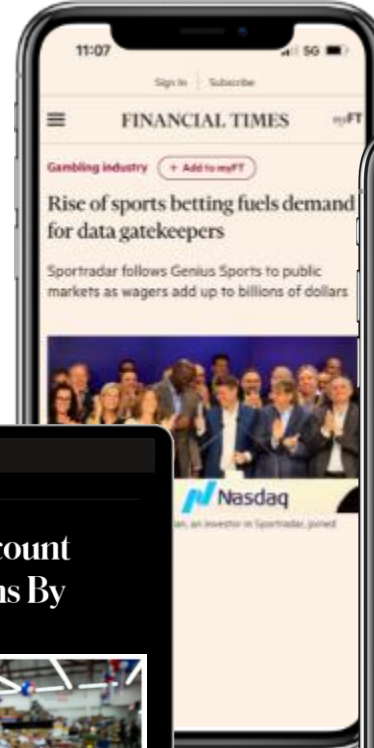 11:07
5G
Sign In Subscribe
FINANCIAL TIMES
myFT
Gambling industry + Add to myFT
Rise of sports betting fuels demand
for data gatekeepers
Sportradar follows Genius Sports to public
markets as wagers add up to billions of dollars
Nasdaq
an, an investor in Sportradar, joined
count
ns By